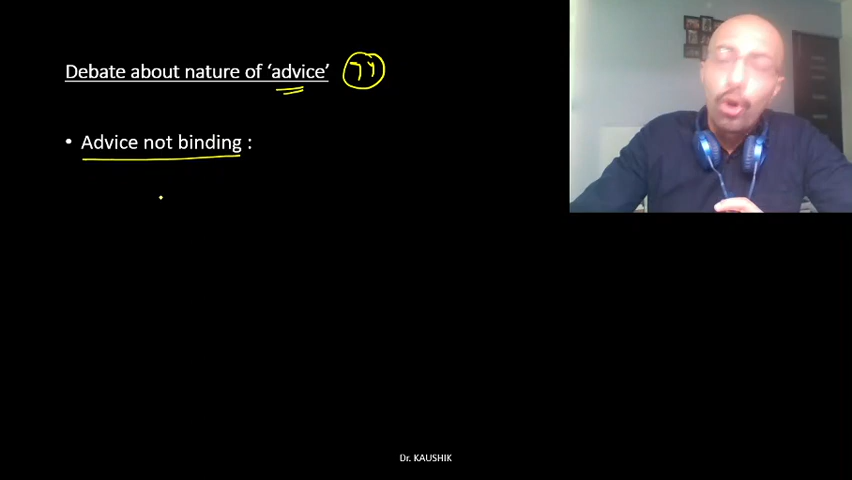 Debate about nature of ‘advice’
• Advice not binding :
Dr. KAUSHIK